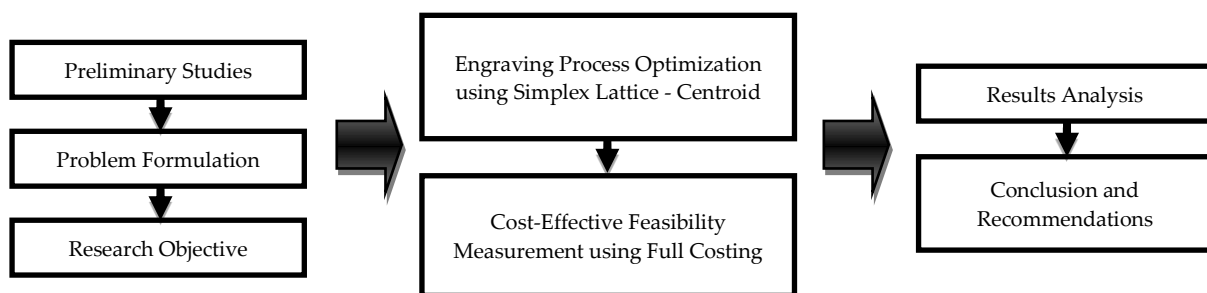 Preliminary Studies
Problem Formulation
Research Objective
Engraving Process Optimization
using Simplex Lattice - Centroid
Cost-Effective Feasibility
Measurement using Full Costing
Results Analysis
Conclusion and
Recommendations